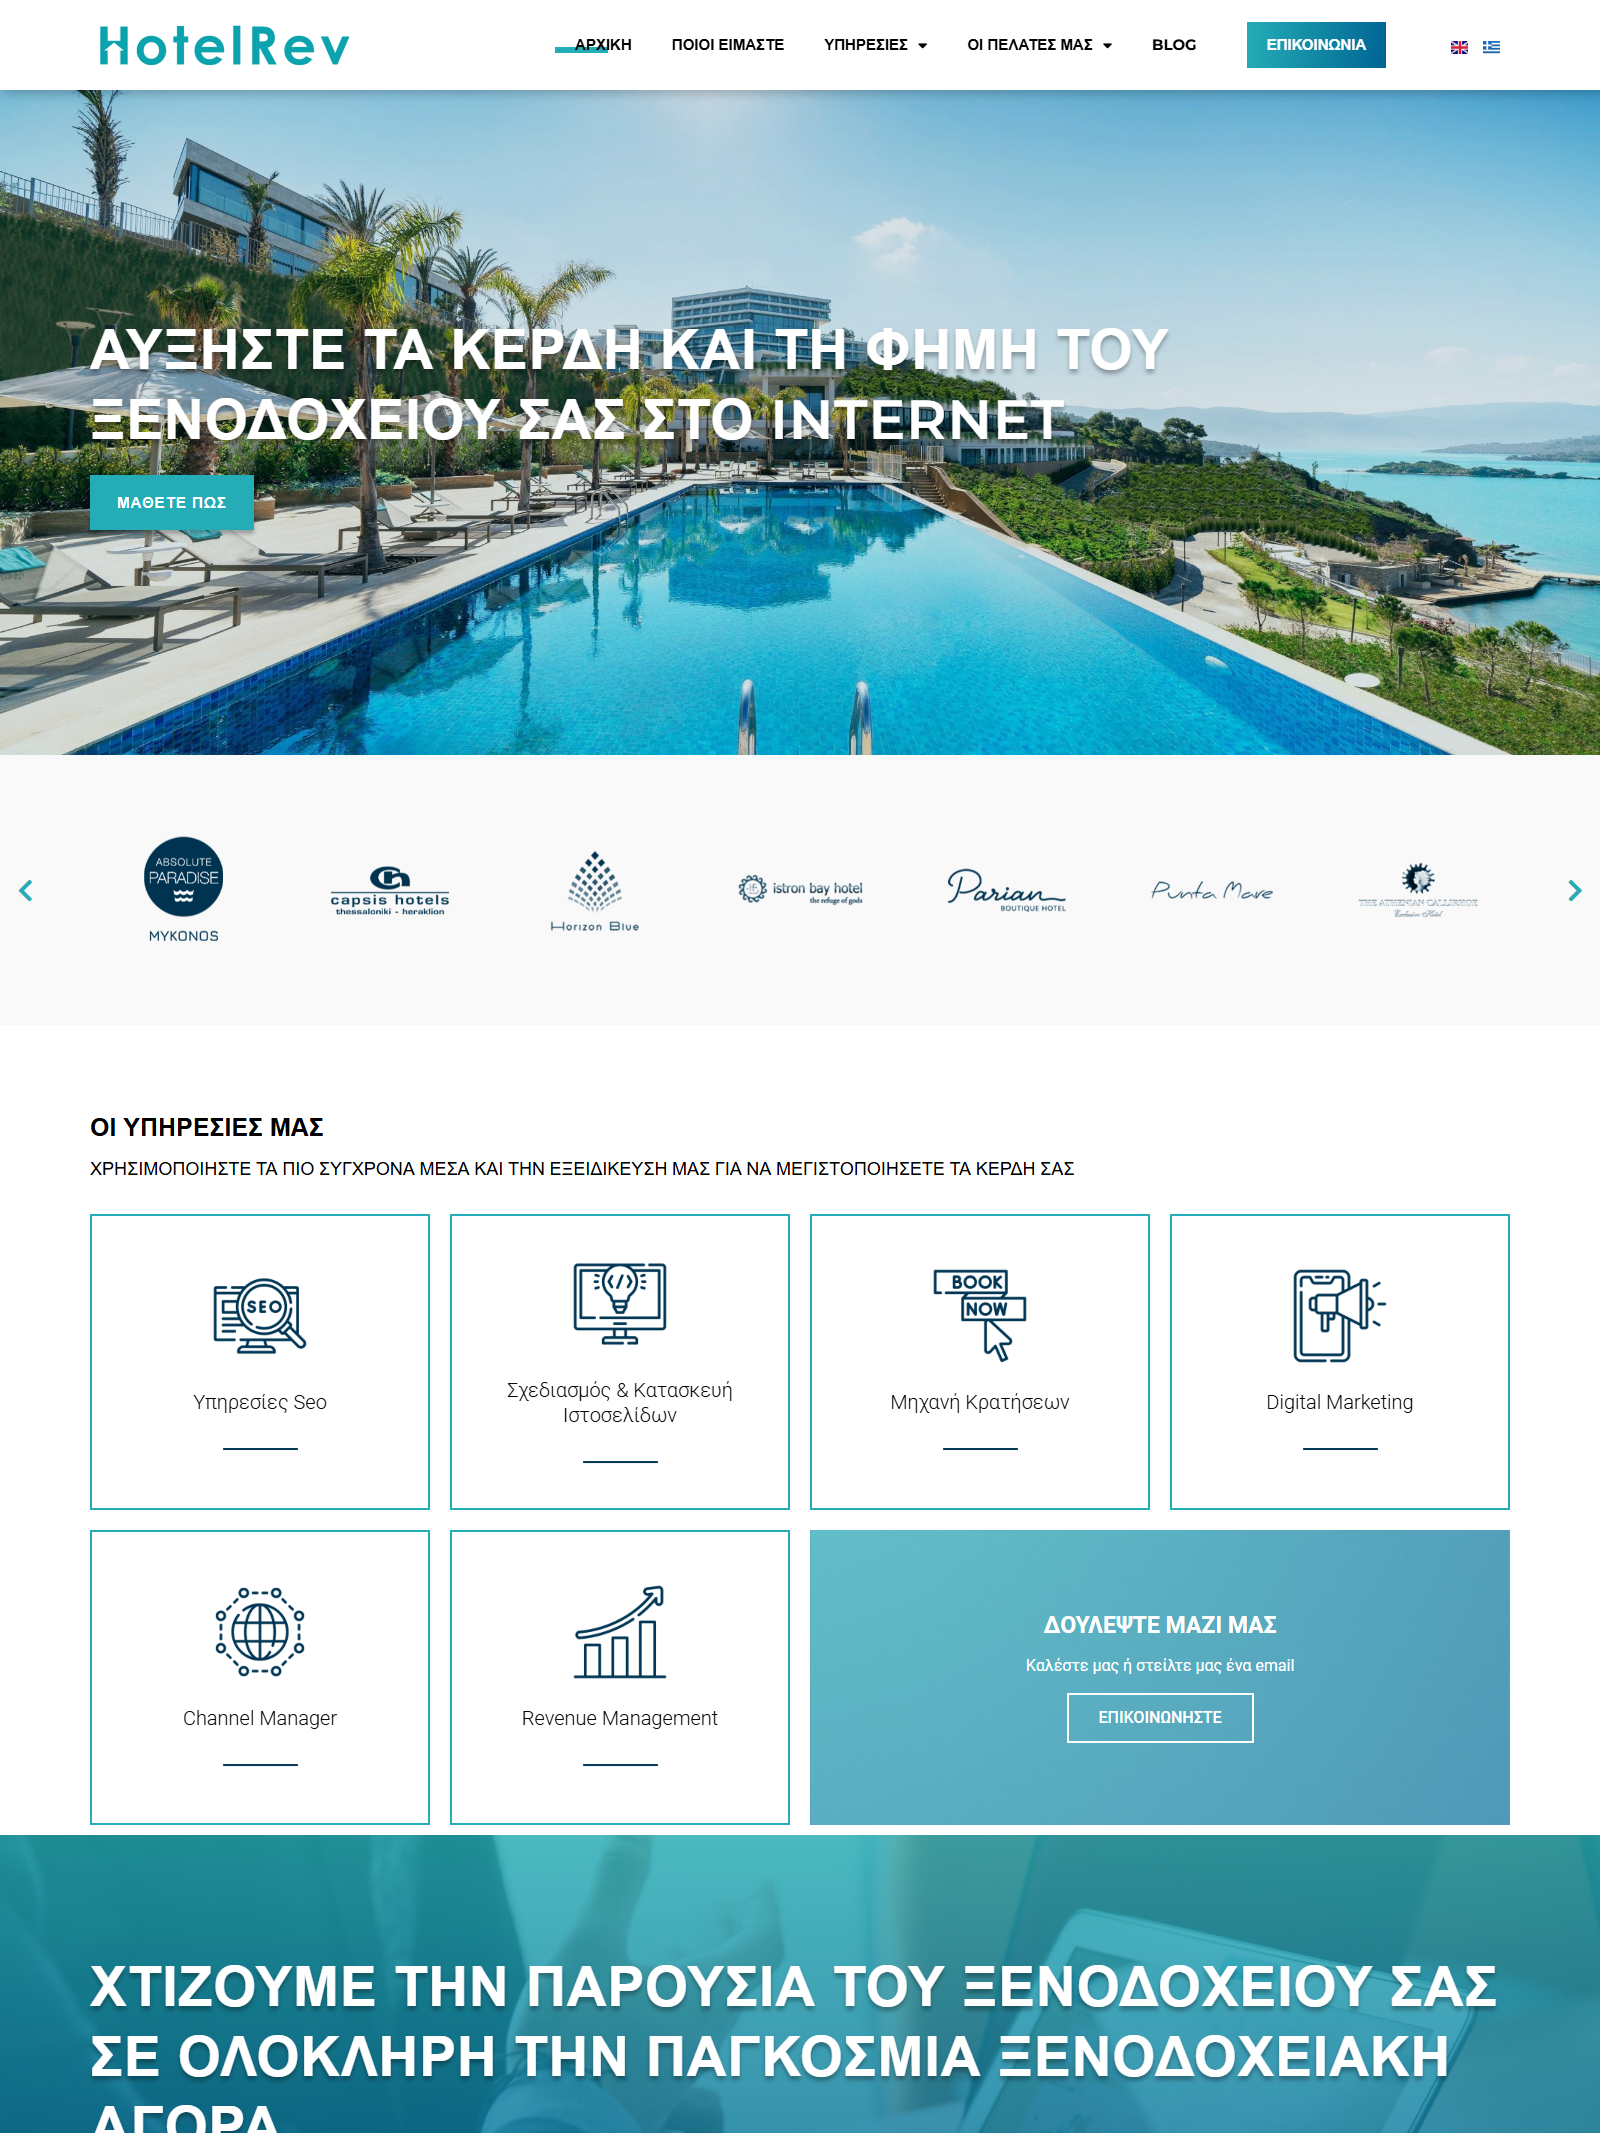 HotelRev
ΑΡΧΙΚΗ
ΠΟΙΟΙ ΕΙΜΑΣΤΕ
ΥΠΗΡΕΣΙΕΣ
ΟΙ ΠΕΛΑΤΕΣ ΜΑΣ
BLOG
ΕΠΙΚΟΙΝΩΝΙΑ
ΑΥΞΗΣΤΕ ΤΑ ΚΕΡΔΗ ΚΑΙ ΤΗ ΦΗΜΗ ΤΟΥ
ΞΕΝΟΔΟΧΕΙΟΥ ΣΑΣ ΣΤΟ INTERNET
ΜΑΘΕΤΕ ΠΩΣ
ABSOLUTE
PARADISE
MYKONOS
capsis hotels
thessaloniki - heraklion
Horizon Blue
istron bay hotel
the refuge of gods
Parian
BOUTIQUE HOTEL
Punta Mare
THE ATHENIAN CALLIRHOE
Exclusive Hotel
ΟΙ ΥΠΗΡΕΣΙΕΣ ΜΑΣ
ΧΡΗΣΙΜΟΠΟΙΗΣΤΕ ΤΑ ΠΙΟ ΣΥΓΧΡΟΝΑ ΜΕΣΑ ΚΑΙ ΤΗΝ ΕΞΕΙΔΙΚΕΥΣΗ ΜΑΣ ΓΙΑ ΝΑ ΜΕΓΙΣΤΟΠΟΙΗΣΕΤΕ ΤΑ ΚΕΡΔΗ ΣΑΣ
SEO
Υπηρεσίες Seo
</>
Σχεδιασμός & Κατασκευή
Ιστοσελίδων
BOOK
NOW
Μηχανή Κρατήσεων
Digital Marketing
Channel Manager
Revenue Management
ΔΟΥΛΕΨΤΕ ΜΑΖΙ ΜΑΣ
Καλέστε μας ή στείλτε μας ένα email
ΕΠΙΚΟΙΝΩΝΗΣΤΕ
ΧΤΙΖΟΥΜΕ ΤΗΝ ΠΑΡΟΥΣΙΑ ΤΟΥ ΞΕΝΟΔΟΧΕΙΟΥ ΣΑΣ
ΣΕ ΟΛΟΚΛΗΡΗ ΤΗΝ ΠΑΓΚΟΣΜΙΑ ΞΕΝΟΔΟΧΕΙΑΚΗ
ΑΓΟΡΑ